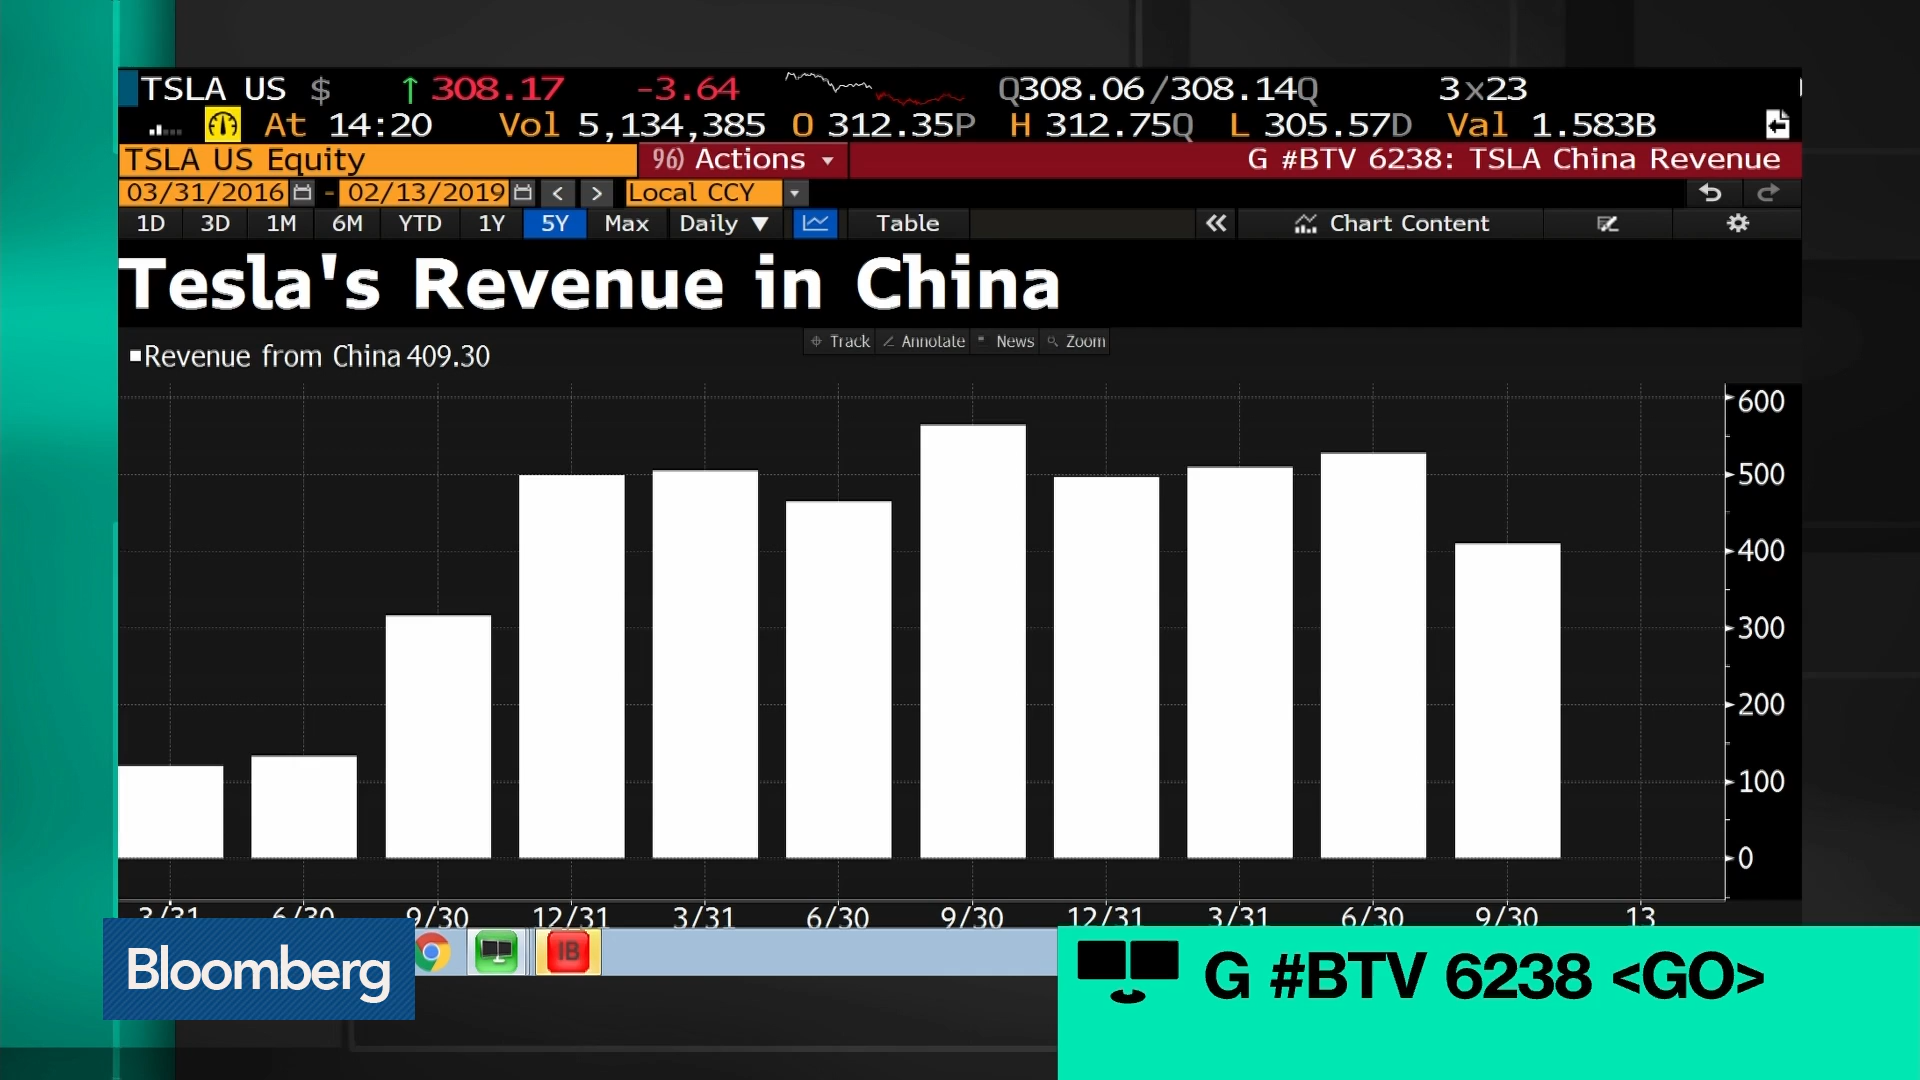 TSLA US $ ↑308.17 -3.64 Q308.06/308.14Q 3x23
At 14:20 Vol 5,134,385 O 312.35P H 312.75Q L 305.57D Val 1.583B
TSLA US Equity 96) Actions G #BTV 6238: TSLA China Revenue
03/31/2016 - 02/13/2019 < > Local CCY
1D 3D 1M 6M YTD 1Y 5Y Max Daily ▼ Table « Chart Content
Tesla's Revenue in China
Track Annotate News Zoom
Revenue from China 409.30
600
500
400
300
200
100
0
3/31 6/30 9/30 12/31 3/31 6/30 9/30 12/31 3/31 6/30 9/30 13
IB
Bloomberg
G #BTV 6238 <GO>